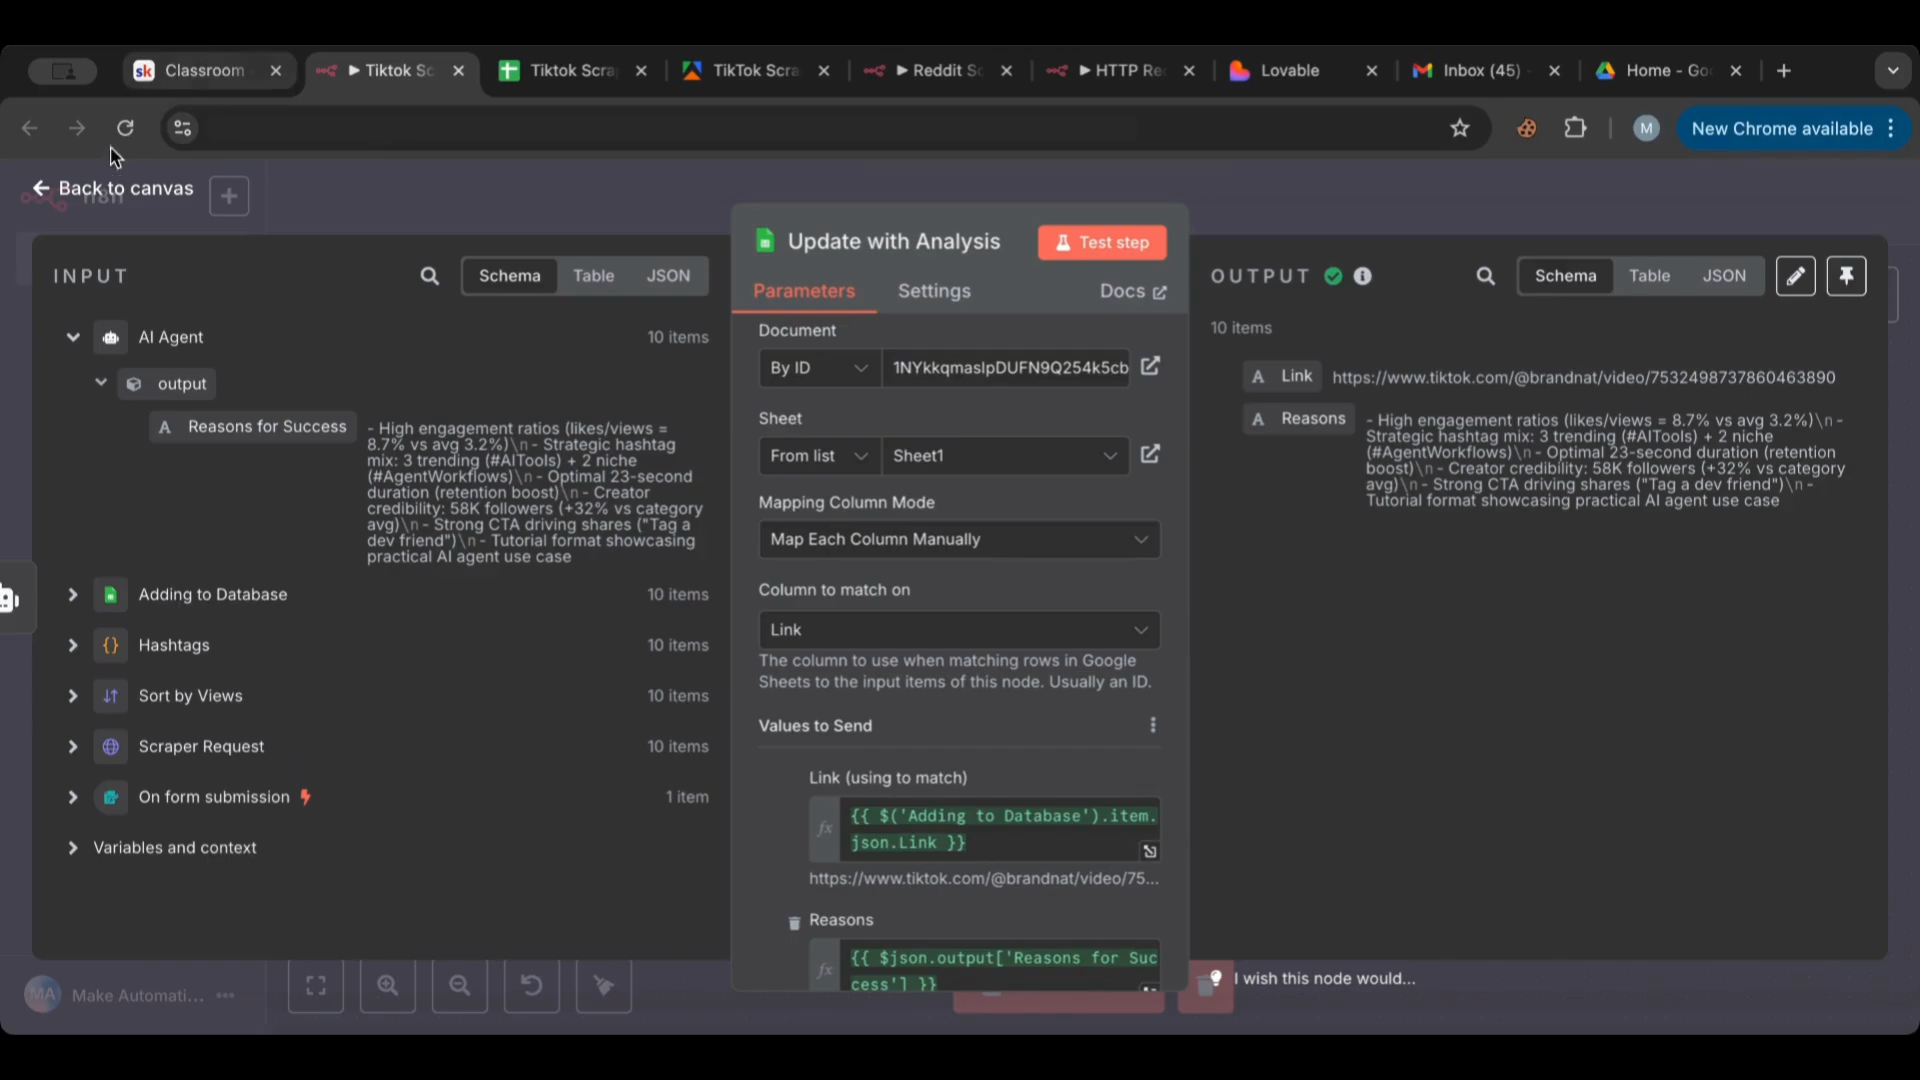 sk Classroom
▶ Tiktok Sc
Tiktok Scra
TikTok Scra
▶ Reddit Sc
▶ HTTP Re
Lovable
Inbox (45)
Home - Go
M
New Chrome available
Back to canvas
n8n
INPUT
Schema
Table
JSON
AI Agent
10 items
output
A Reasons for Success
- High engagement ratios (likes/views =
8.7% vs avg 3.2%)\n - Strategic hashtag
mix: 3 trending (#AITools) + 2 niche
(#AgentWorkflows)\n - Optimal 23-second
duration (retention boost)\n - Creator
credibility: 58K followers (+32% vs category
avg)\n - Strong CTA driving shares ("Tag a
dev friend")\n - Tutorial format showcasing
practical AI agent use case
Adding to Database
10 items
Hashtags
10 items
Sort by Views
10 items
Scraper Request
10 items
On form submission
1 item
Variables and context
MA Make Automati...
Update with Analysis
Test step
Parameters
Settings
Docs
Document
By ID
1NYkkqmaslpDUFN9Q254k5cb
Sheet
From list
Sheet1
Mapping Column Mode
Map Each Column Manually
Column to match on
Link
The column to use when matching rows in Google
Sheets to the input items of this node. Usually an ID.
Values to Send
Link (using to match)
fx
{{ $('Adding to Database').item.
json.Link }}
https://www.tiktok.com/@brandnat/video/75...
Reasons
fx
{{ $json.output['Reasons for Suc
cess'] }}
OUTPUT
Schema
Table
JSON
10 items
A Link
https://www.tiktok.com/@brandnat/video/7532498737860463890
A Reasons
- High engagement ratios (likes/views = 8.7% vs avg 3.2%)\n -
Strategic hashtag mix: 3 trending (#AITools) + 2 niche
(#AgentWorkflows)\n - Optimal 23-second duration (retention
boost)\n - Creator credibility: 58K followers (+32% vs category
avg)\n - Strong CTA driving shares ("Tag a dev friend")\n -
Tutorial format showcasing practical AI agent use case
I wish this node would...